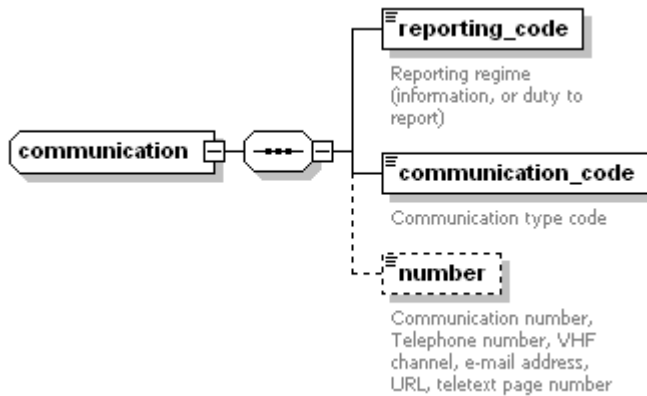 reporting_code
Reporting regime
(information, or duty to
report)
communication
communication_code
Communication type code
number
Communication number,
Telephone number, VHF
channel, e-mail address,
URL, teletext page number